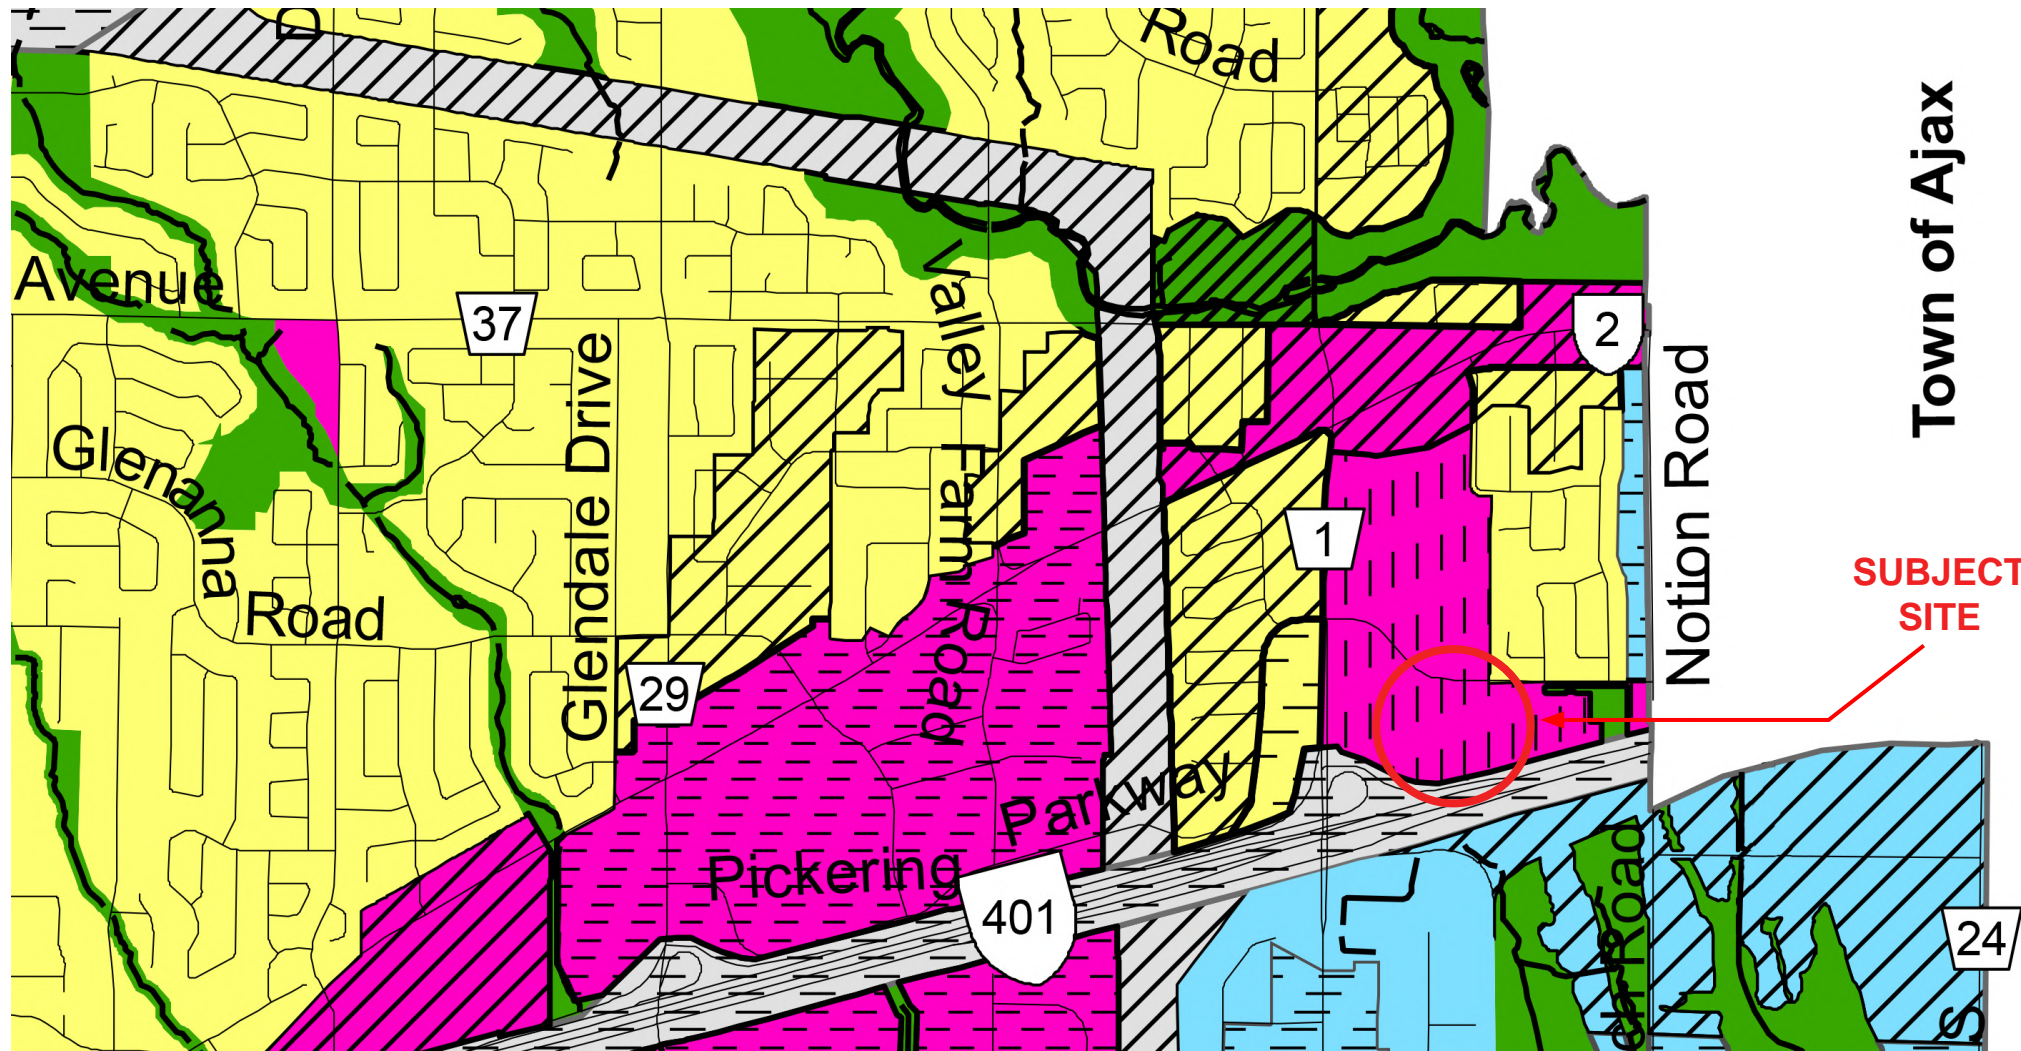 Road
Town of Ajax
Avenue
37
Valley Farm Road
2
Glendale Drive
Notion Road
Glenanna
Road
1
SUBJECT
SITE
29
Parkway
Pickering
401
24
Road
S